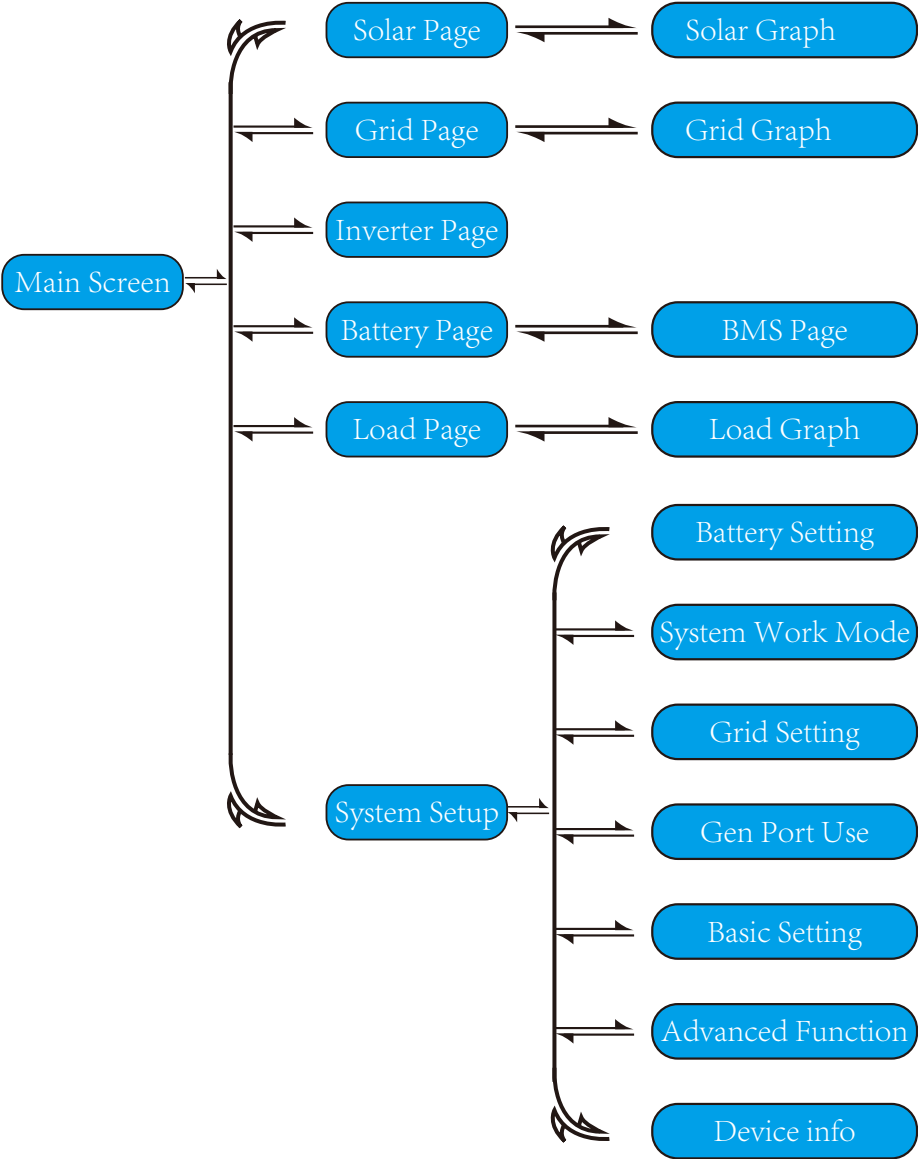 Solar Page
Solar Graph
Grid Page
Grid Graph
Inverter Page
Main Screen
Battery Page
BMS Page
Load Page
Load Graph
Battery Setting
System Work Mode
Grid Setting
System Setup
Gen Port Use
Basic Setting
Advanced Function
Device info